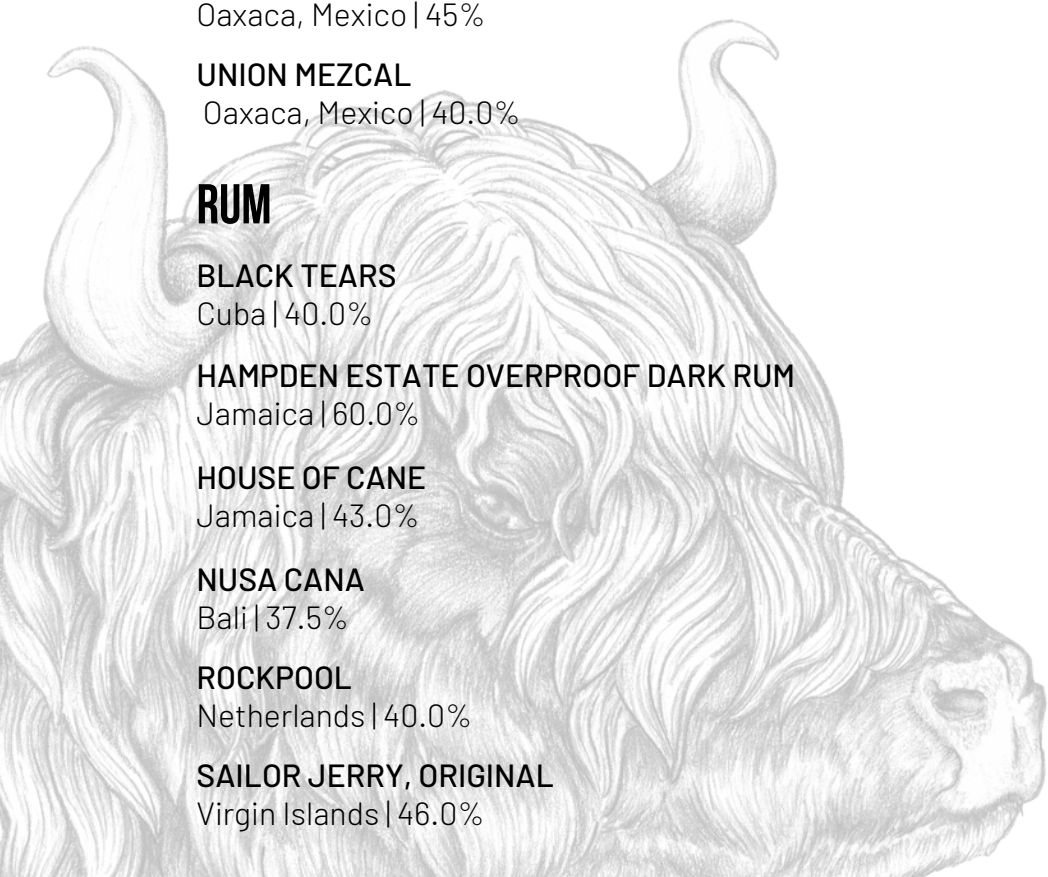 Oaxaca, Mexico | 45%
UNION MEZCAL
Oaxaca, Mexico | 40.0%
RUM
BLACK TEARS
Cuba | 40.0%
HAMPDEN ESTATE OVERPROOF DARK RUM
Jamaica | 60.0%
HOUSE OF CANE
Jamaica | 43.0%
NUSA CANA
Bali | 37.5%
ROCKPOOL
Netherlands | 40.0%
SAILOR JERRY, ORIGINAL
Virgin Islands | 46.0%